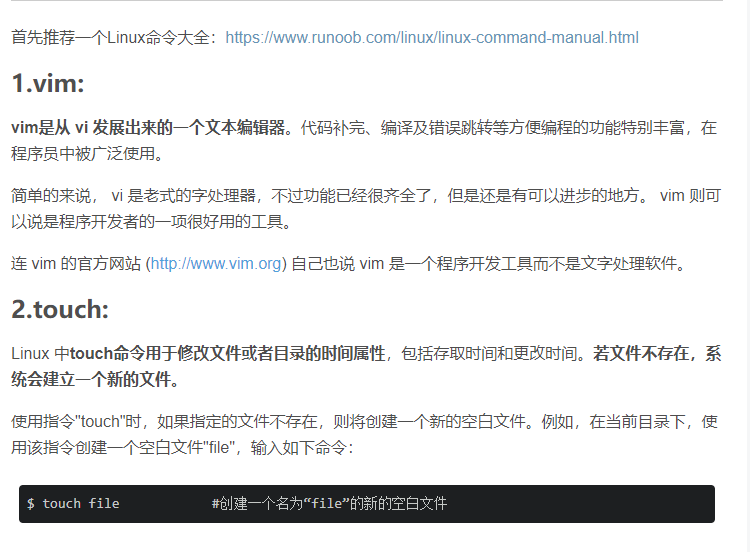 首先推荐一个Linux命令大全：https://www.runoob.com/linux/linux-command-manual.html
1.vim:
vim是从 vi 发展出来的一个文本编辑器。代码补完、编译及错误跳转等方便编程的功能特别丰富，在
程序员中被广泛使用。
简单的来说， vi 是老式的字处理器，不过功能已经很齐全了，但是还是有可以进步的地方。 vim 则可
以说是程序开发者的一项很好用的工具。
连 vim 的官方网站 (http://www.vim.org) 自己也说 vim 是一个程序开发工具而不是文字处理软件。
2.touch:
Linux 中touch命令用于修改文件或者目录的时间属性，包括存取时间和更改时间。若文件不存在，系
统会建立一个新的文件。
使用指令"touch"时，如果指定的文件不存在，则将创建一个新的空白文件。例如，在当前目录下，使
用该指令创建一个空白文件"file"，输入如下命令：
$ touch file #创建一个名为“file”的新的空白文件